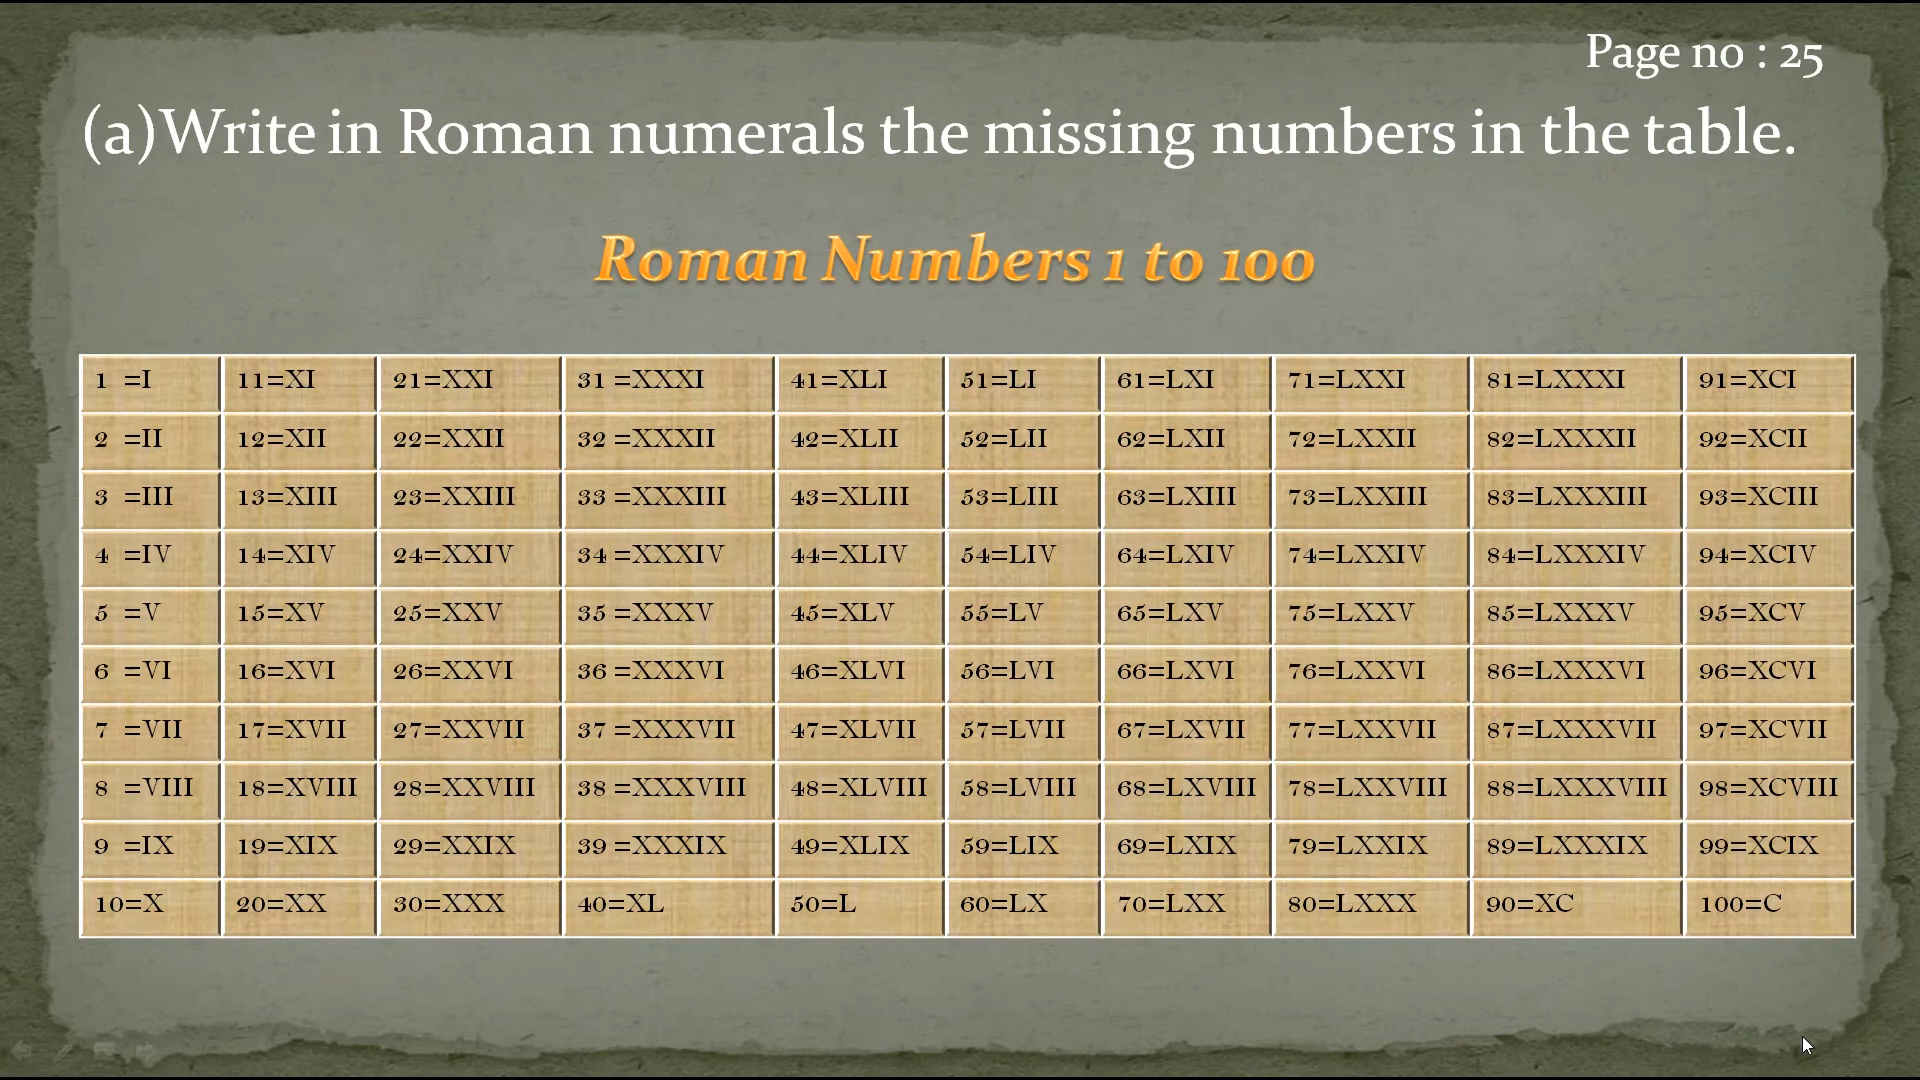 Page no : 25
(a)Write in Roman numerals the missing numbers in the table.
Roman Numbers 1 to 100
1 =I 11=XI 21=XXI 31 =XXXI 41=XLI 51=LI 61=LXI 71=LXXI 81=LXXXI 91=XCI
2 =II 12=XII 22=XXII 32 =XXXII 42=XLII 52=LII 62=LXII 72=LXXII 82=LXXXII 92=XCII
3 =III 13=XIII 23=XXIII 33 =XXXIII 43=XLIII 53=LIII 63=LXIII 73=LXXIII 83=LXXXIII 93=XCIII
4 =IV 14=XIV 24=XXIV 34 =XXXIV 44=XLIV 54=LIV 64=LXIV 74=LXXIV 84=LXXXIV 94=XCIV
5 =V 15=XV 25=XXV 35 =XXXV 45=XLV 55=LV 65=LXV 75=LXXV 85=LXXXV 95=XCV
6 =VI 16=XVI 26=XXVI 36 =XXXVI 46=XLVI 56=LVI 66=LXVI 76=LXXVI 86=LXXXVI 96=XCVI
7 =VII 17=XVII 27=XXVII 37 =XXXVII 47=XLVII 57=LVII 67=LXVII 77=LXXVII 87=LXXXVII 97=XCVII
8 =VIII 18=XVIII 28=XXVIII 38 =XXXVIII 48=XLVIII 58=LVIII 68=LXVIII 78=LXXVIII 88=LXXXVIII 98=XCVIII
9 =IX 19=XIX 29=XXIX 39 =XXXIX 49=XLIX 59=LIX 69=LXIX 79=LXXIX 89=LXXXIX 99=XCIX
10=X 20=XX 30=XXX 40=XL 50=L 60=LX 70=LXX 80=LXXX 90=XC 100=C